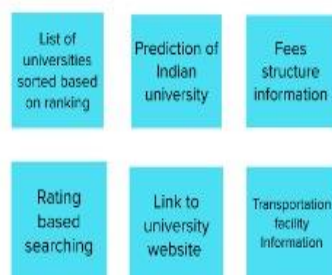 List of
universities
sorted based
on ranking
Prediction of
Indian
university
Fees
structure
information
Rating
based
searching
Link to
university
website
Transportation
facility
Information